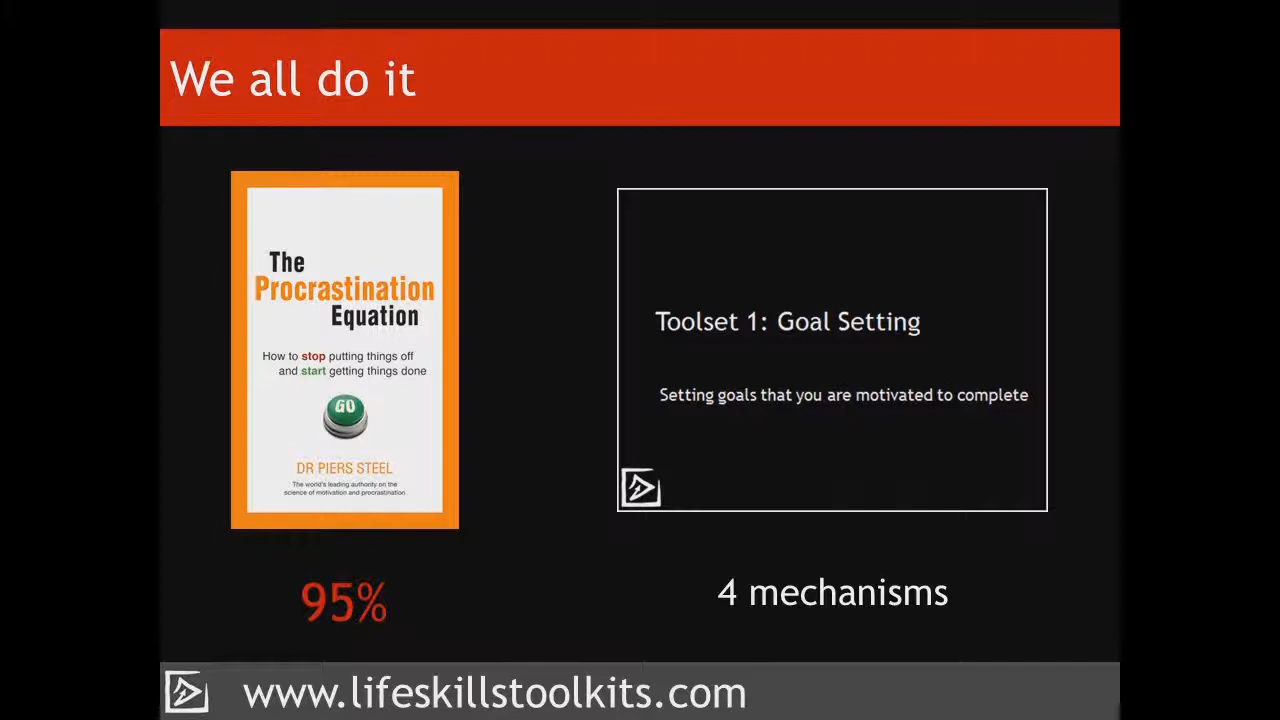 We all do it
The
Procrastination
Equation
How to stop putting things off
and start getting things done
GO
DR PIERS STEEL
The world's leading authority on the
science of motivation and procrastination
95%
Toolset 1: Goal Setting
Setting goals that you are motivated to complete
4 mechanisms
www.lifeskillstoolkits.com